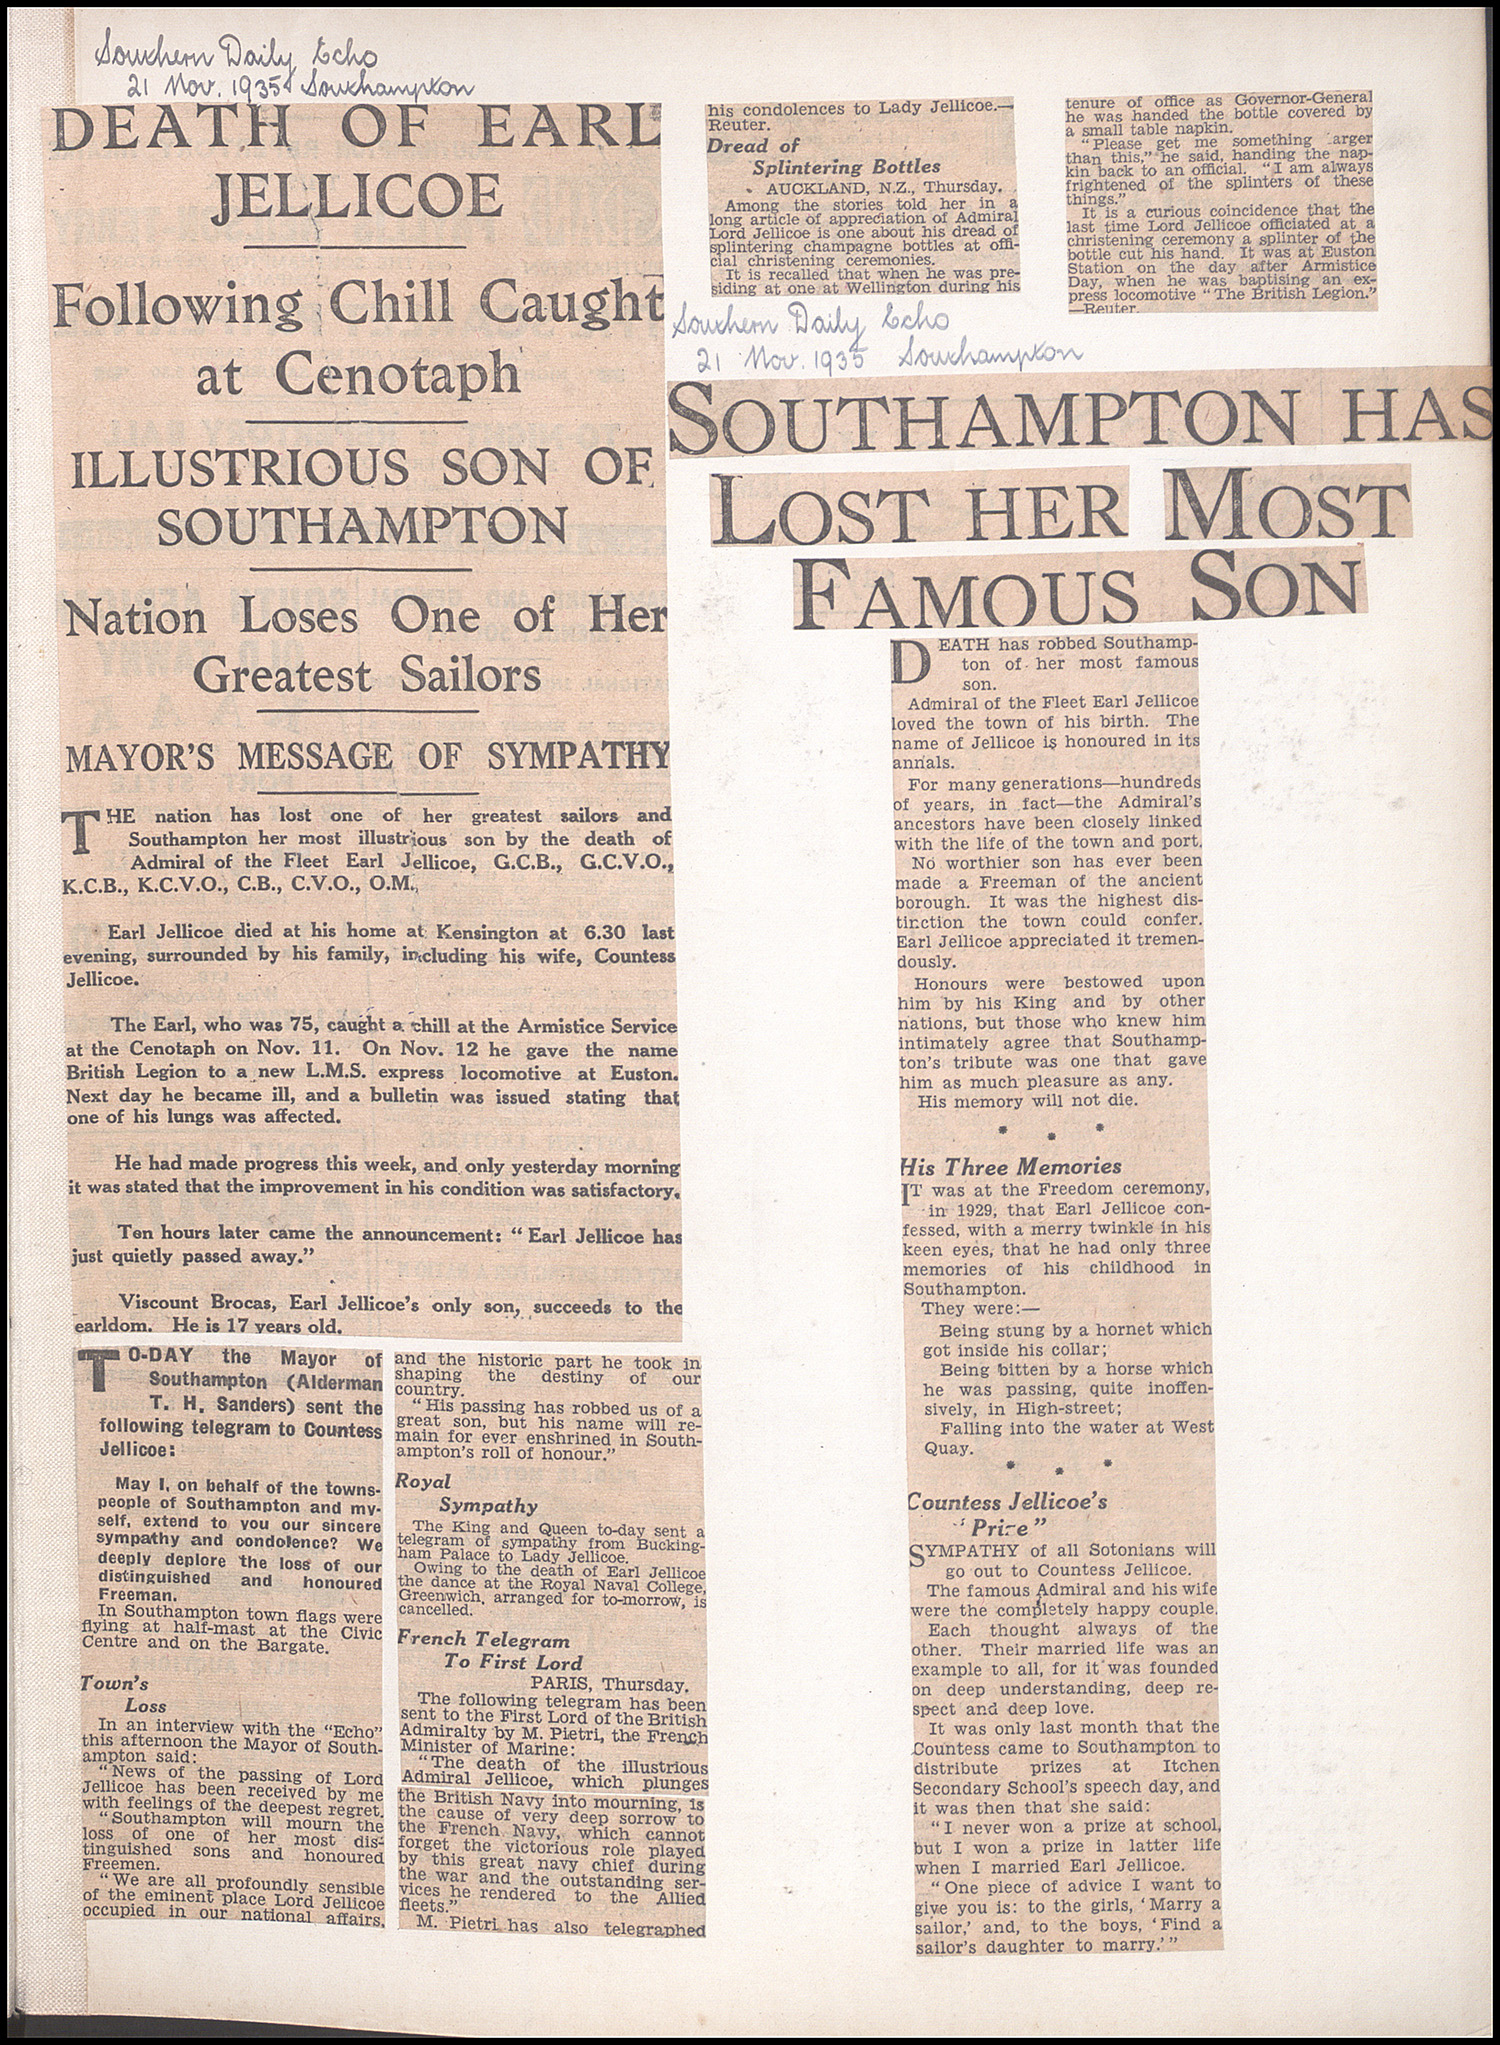 Southern Daily Echo
21 Nov. 1935 Southampton
DEATH OF EARL
JELLICOE
Following Chill Caught
at Cenotaph
ILLUSTRIOUS SON OF
SOUTHAMPTON
Nation Loses One of Her
Greatest Sailors
MAYOR'S MESSAGE OF SYMPATHY
THE nation has lost one of her greatest sailors and
Southampton her most illustrious son by the death of
Admiral of the Fleet Earl Jellicoe, G.C.B., G.C.V.O.,
K.C.B., K.C.V.O., C.B., C.V.O., O.M.
Earl Jellicoe died at his home at Kensington at 6.30 last
evening, surrounded by his family, including his wife, Countess
Jellicoe.
The Earl, who was 75, caught a chill at the Armistice Service
at the Cenotaph on Nov. 11. On Nov. 12 he gave the name
British Legion to a new L.M.S. express locomotive at Euston.
Next day he became ill, and a bulletin was issued stating that
one of his lungs was affected.
He had made progress this week, and only yesterday morning
it was stated that the improvement in his condition was satisfactory.
Ten hours later came the announcement: "Earl Jellicoe has
just quietly passed away."
Viscount Brocas, Earl Jellicoe's only son, succeeds to the
earldom. He is 17 years old.
TO-DAY the Mayor of
Southampton (Alderman
T. H. Sanders) sent the
following telegram to Countess
Jellicoe:
May I, on behalf of the towns-
people of Southampton and my-
self, extend to you our sincere
sympathy and condolence? We
deeply deplore the loss of our
distinguished and honoured
Freeman.
In Southampton town flags were
flying at half-mast at the Civic
Centre and on the Bargate.
Town's
Loss
In an interview with the "Echo"
this afternoon the Mayor of South-
ampton said:
"News of the passing of Lord
Jellicoe has been received by me
with feelings of the deepest regret.
"Southampton will mourn the
loss of one of her most dis-
tinguished sons and honoured
Freemen.
"We are all profoundly sensible
of the eminent place Lord Jellicoe
occupied in our national affairs,
and the historic part he took in
shaping the destiny of our
country.
"His passing has robbed us of a
great son, but his name will re-
main for ever enshrined in South-
ampton's roll of honour."
Royal
Sympathy
The King and Queen to-day sent a
telegram of sympathy from Bucking-
ham Palace to Lady Jellicoe.
Owing to the death of Earl Jellicoe
the dance at the Royal Naval College,
Greenwich, arranged for to-morrow, is
cancelled.
French Telegram
To First Lord
PARIS, Thursday.
The following telegram has been
sent to the First Lord of the British
Admiralty by M. Pietri, the French
Minister of Marine:
"The death of the illustrious
Admiral Jellicoe, which plunges
the British Navy into mourning, is
the cause of very deep sorrow to
the French Navy, which cannot
forget the victorious role played
by this great navy chief during
the war and the outstanding ser-
vices he rendered to the Allied
fleets."
M. Pietri has also telegraphed
his condolences to Lady Jellicoe.—
Reuter.
Dread of
Splintering Bottles
AUCKLAND, N.Z., Thursday.
Among the stories told her in a
long article of appreciation of Admiral
Lord Jellicoe is one about his dread of
splintering champagne bottles at offi-
cial christening ceremonies.
It is recalled that when he was pre-
siding at one at Wellington during his
tenure of office as Governor-General
he was handed the bottle covered by
a small table napkin.
"Please get me something arger
than this," he said, handing the nap-
kin back to an official. "I am always
frightened of the splinters of these
things."
It is a curious coincidence that the
last time Lord Jellicoe officiated at a
christening ceremony a splinter of the
bottle cut his hand. It was at Euston
Station on the day after Armistice
Day, when he was baptising an ex-
press locomotive "The British Legion."
—Reuter.
Southern Daily Echo
21 Nov. 1935 Southampton
SOUTHAMPTON HAS
LOST HER MOST
FAMOUS SON
DEATH has robbed Southamp-
ton of her most famous
son.
Admiral of the Fleet Earl Jellicoe
loved the town of his birth. The
name of Jellicoe is honoured in its
annals.
For many generations—hundreds
of years, in fact—the Admiral's
ancestors have been closely linked
with the life of the town and port.
No worthier son has ever been
made a Freeman of the ancient
borough. It was the highest dis-
tinction the town could confer.
Earl Jellicoe appreciated it tremen-
dously.
Honours were bestowed upon
him by his King and by other
nations, but those who knew him
intimately agree that Southamp-
ton's tribute was one that gave
him as much pleasure as any.
His memory will not die.
* * *
His Three Memories
IT was at the Freedom ceremony,
in 1929, that Earl Jellicoe con-
fessed, with a merry twinkle in his
keen eyes, that he had only three
memories of his childhood in
Southampton.
They were:—
Being stung by a hornet which
got inside his collar;
Being bitten by a horse which
he was passing, quite inoffen-
sively, in High-street;
Falling into the water at West
Quay.
* * *
Countess Jellicoe's
"Prize"
SYMPATHY of all Sotonians will
go out to Countess Jellicoe.
The famous Admiral and his wife
were the completely happy couple.
Each thought always of the
other. Their married life was an
example to all, for it was founded
on deep understanding, deep re-
spect and deep love.
It was only last month that the
Countess came to Southampton to
distribute prizes at Itchen
Secondary School's speech day, and
it was then that she said:
"I never won a prize at school,
but I won a prize in latter life
when I married Earl Jellicoe.
"One piece of advice I want to
give you is: to the girls, 'Marry a
sailor,' and, to the boys, 'Find a
sailor's daughter to marry.'"